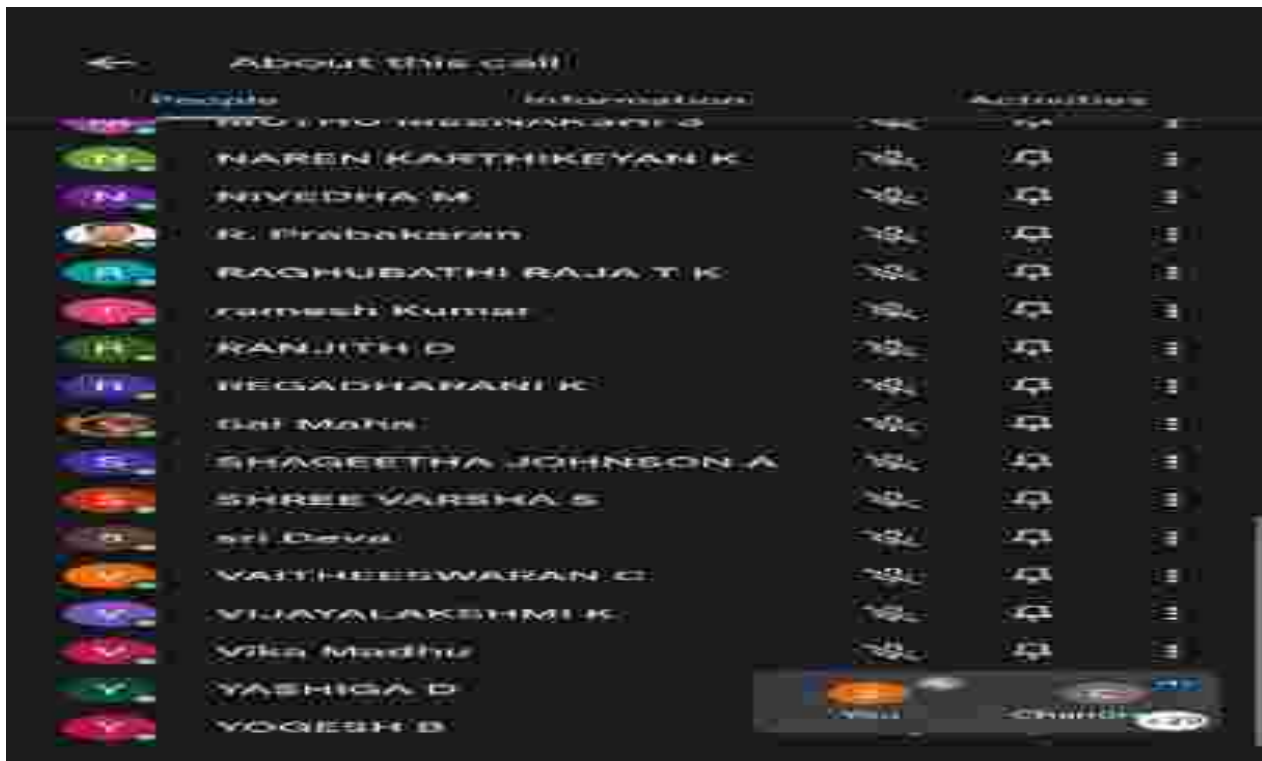 About this call
People Information Activities
NAREN KARTHIKEYAN K
NIVEDHA M
R. Prabakaran
RAGHUBATHI RAJA T K
ramesh Kumar
RANJITH D
REGADHARANI K
Sai Maha
SHAGEETHA JOHNSON A
SHREE VARSHA S
sri Deva
VAITHEESWARAN C
VIJAYALAKSHMI K
Vika Madhu
YASHIGA D
YOGESH B
You